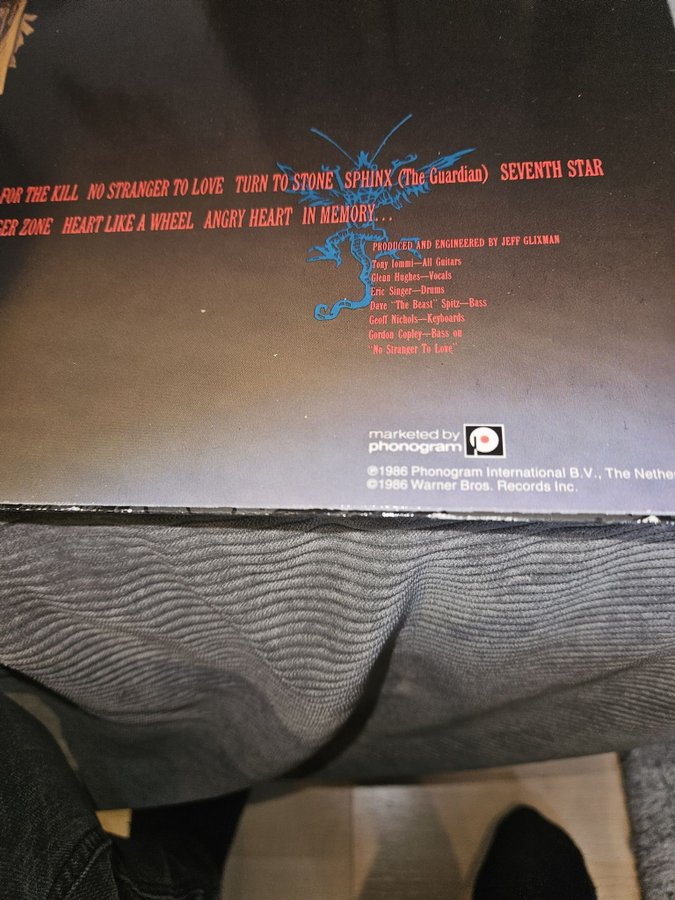 FOR THE KILL NO STRANGER TO LOVE TURN TO STONE SPHINX (The Guardian) SEVENTH STAR
GER ZONE HEART LIKE A WHEEL ANGRY HEART IN MEMORY...
PRODUCED AND ENGINEERED BY JEFF GLIXMAN
Tony Iommi—All Guitars
Glenn Hughes—Vocals
Eric Singer—Drums
Dave "The Beast" Spitz—Bass
Geoff Nichols—Keyboards
Gordon Copley—Bass on
"No Stranger To Love"
marketed by
phonogram
℗1986 Phonogram International B.V., The Nethe
©1986 Warner Bros. Records Inc.